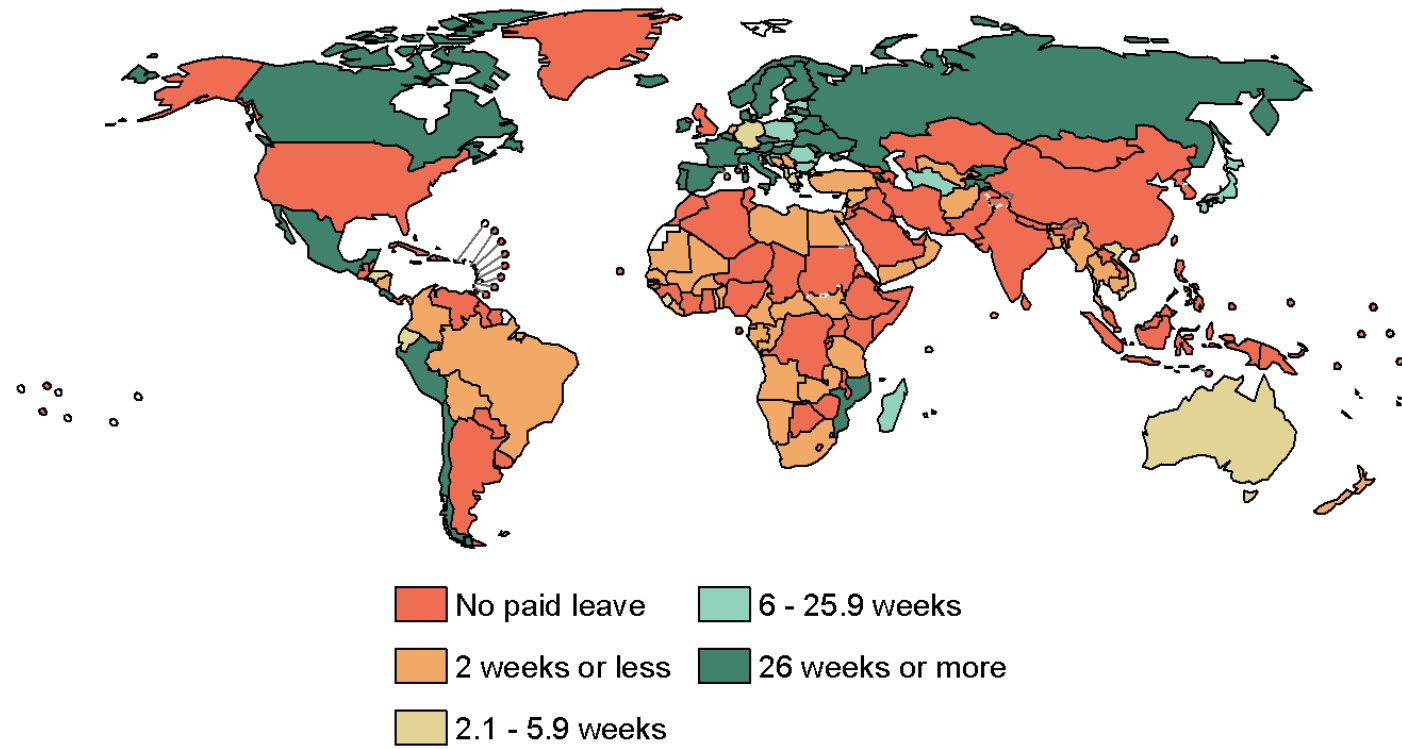 No paid leave
2 weeks or less
2.1 - 5.9 weeks
6 - 25.9 weeks
26 weeks or more